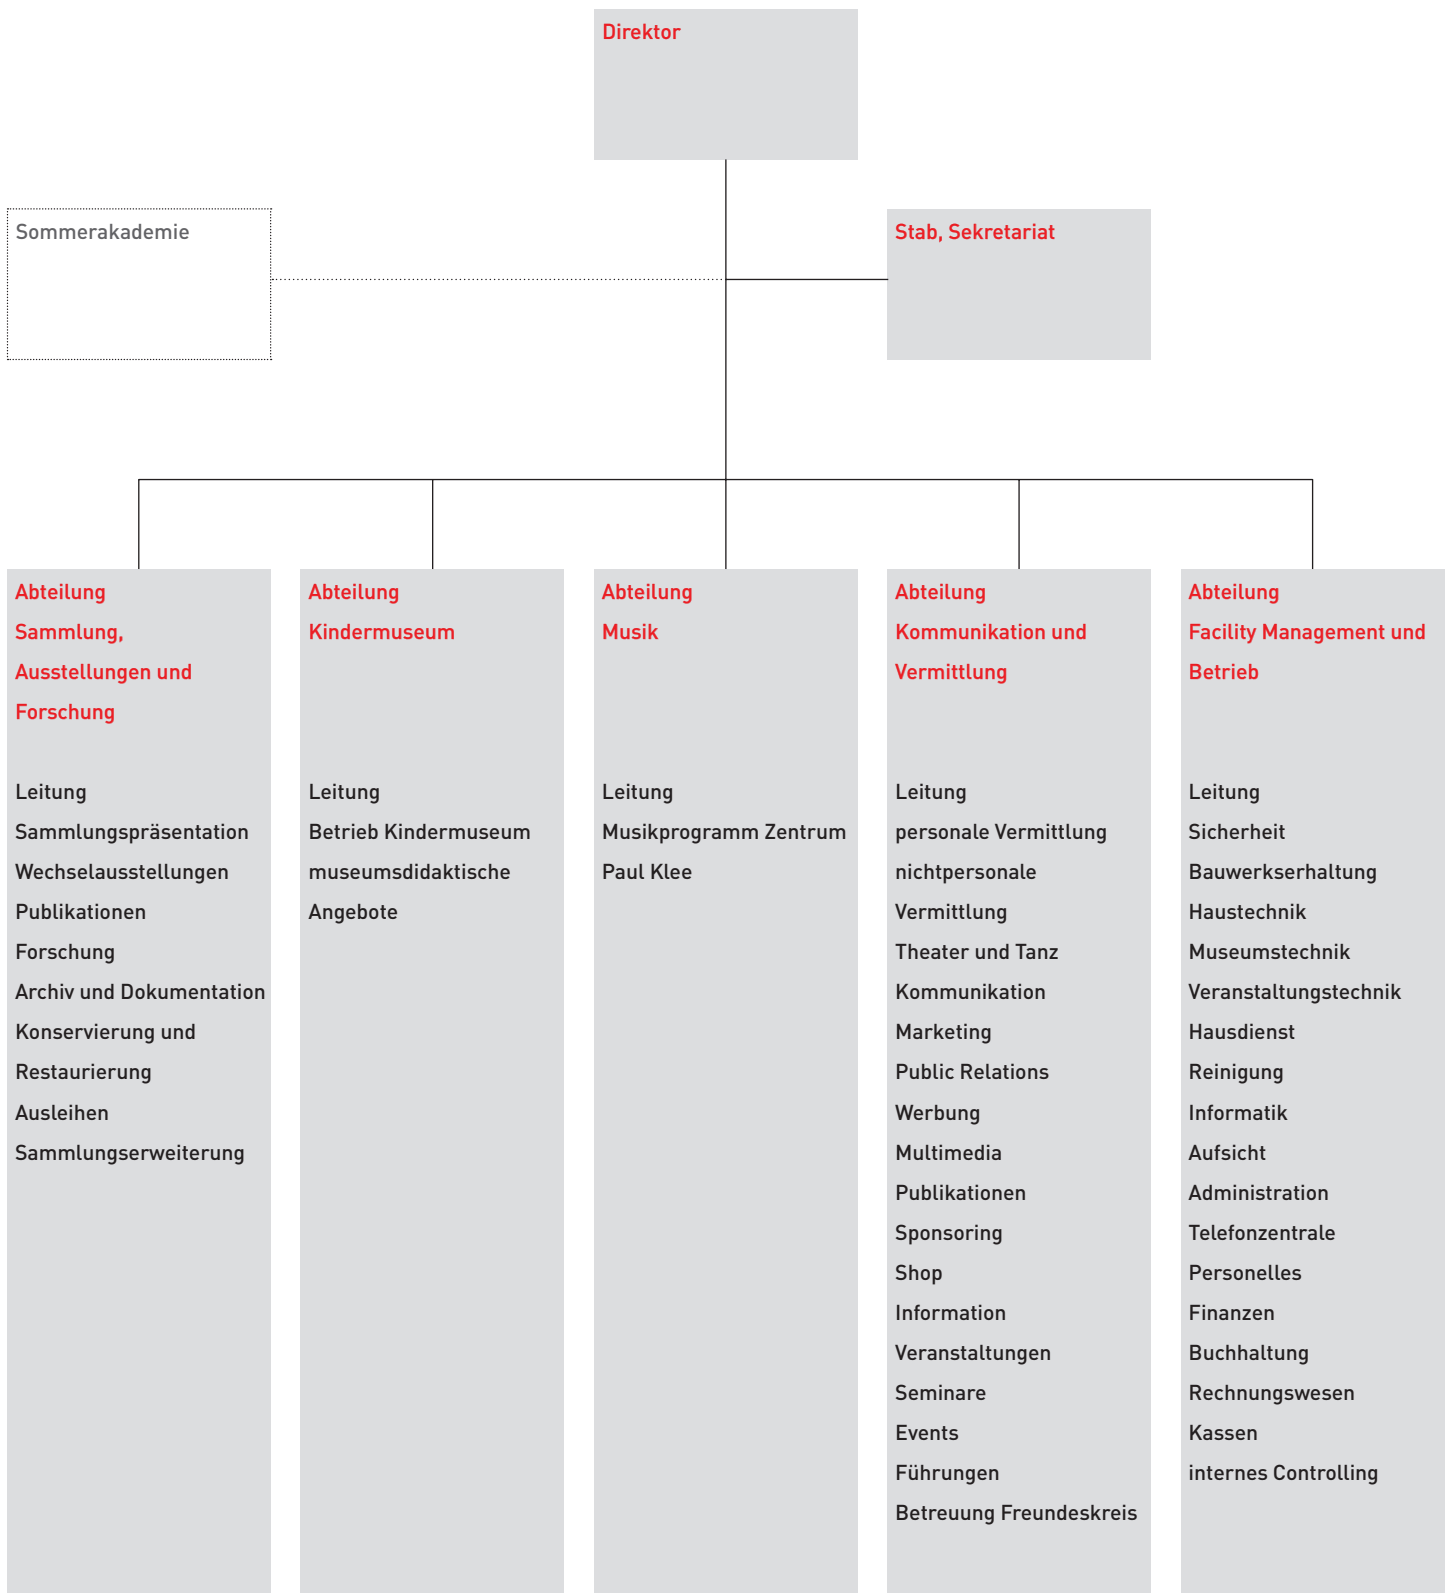 Direktor
Sommerakademie
Stab, Sekretariat
Abteilung
Sammlung,
Ausstellungen und
Forschung
Leitung
Sammlungspräsentation
Wechselausstellungen
Publikationen
Forschung
Archiv und Dokumentation
Konservierung und
Restaurierung
Ausleihen
Sammlungserweiterung
Abteilung
Kindermuseum
Leitung
Betrieb Kindermuseum
museumsdidaktische
Angebote
Abteilung
Musik
Leitung
Musikprogramm Zentrum
Paul Klee
Abteilung
Kommunikation und
Vermittlung
Leitung
personale Vermittlung
nichtpersonale
Vermittlung
Theater und Tanz
Kommunikation
Marketing
Public Relations
Werbung
Multimedia
Publikationen
Sponsoring
Shop
Information
Veranstaltungen
Seminare
Events
Führungen
Betreuung Freundeskreis
Abteilung
Facility Management und
Betrieb
Leitung
Sicherheit
Bauwerkserhaltung
Haustechnik
Museumstechnik
Veranstaltungstechnik
Hausdienst
Reinigung
Informatik
Aufsicht
Administration
Telefonzentrale
Personelles
Finanzen
Buchhaltung
Rechnungswesen
Kassen
internes Controlling